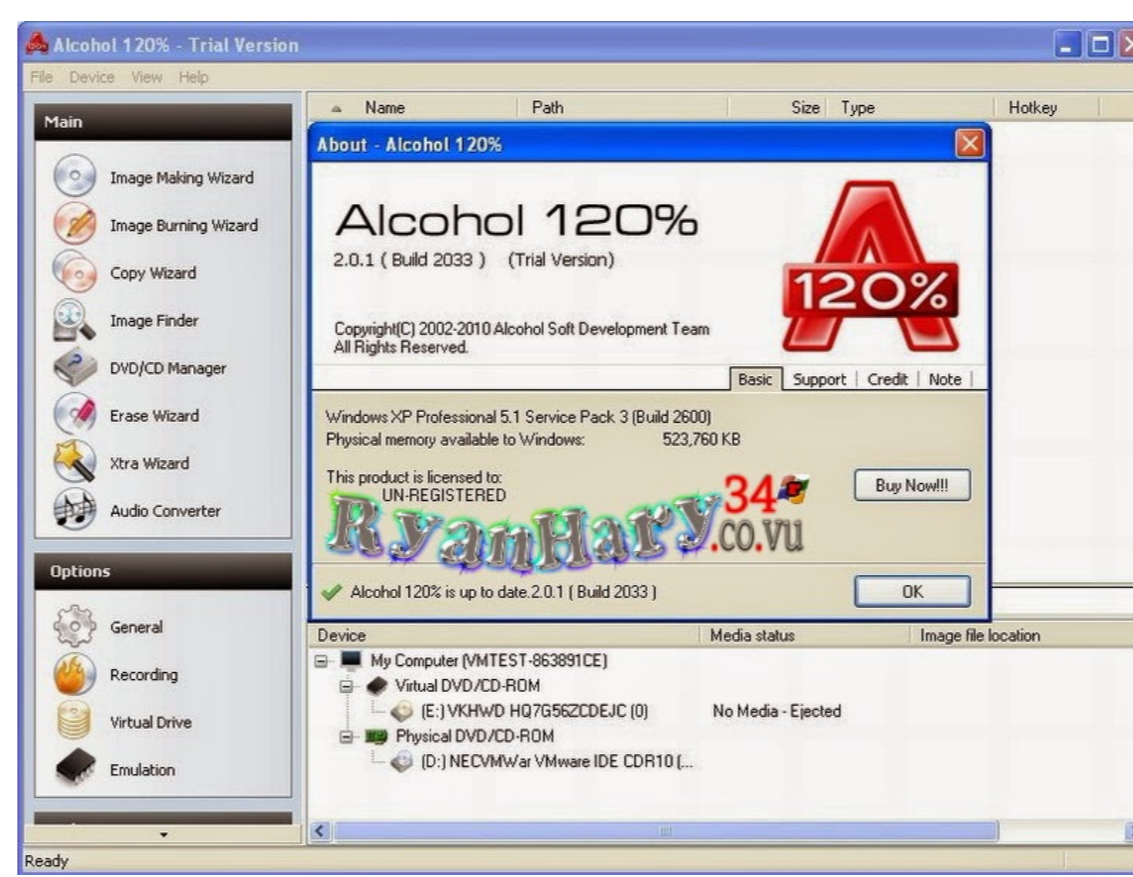 Alcohol 120% - Trial Version
File Device View Help
Main
Image Making Wizard
Image Burning Wizard
Copy Wizard
Image Finder
DVD/CD Manager
Erase Wizard
Xtra Wizard
Audio Converter
Options
General
Recording
Virtual Drive
Emulation
Name Path Size Type Hotkey
About - Alcohol 120%
Alcohol 120%
2.0.1 ( Build 2033 ) (Trial Version)
120%
Copyright(C) 2002-2010 Alcohol Soft Development Team
All Rights Reserved.
Basic Support Credit Note
Windows XP Professional 5.1 Service Pack 3 (Build 2600)
Physical memory available to Windows: 523,760 KB
This product is licensed to:
UN-REGISTERED
Buy Now!!!
RyanHary34.co.vu
Alcohol 120% is up to date.2.0.1 ( Build 2033 )
OK
Device Media status Image file location
My Computer (VMTEST-863891CE)
Virtual DVD/CD-ROM
(E:) VKHWD HQ7G56ZCDEJC (0) No Media - Ejected
Physical DVD/CD-ROM
(D:) NECVMWar VMware IDE CDR10 (...
Ready